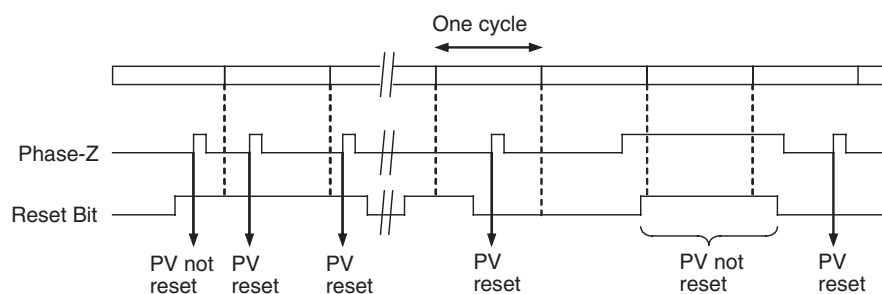 One cycle
Phase-Z
Reset Bit
PV not
reset
PV
reset
PV
reset
PV
reset
PV not
reset
PV
reset